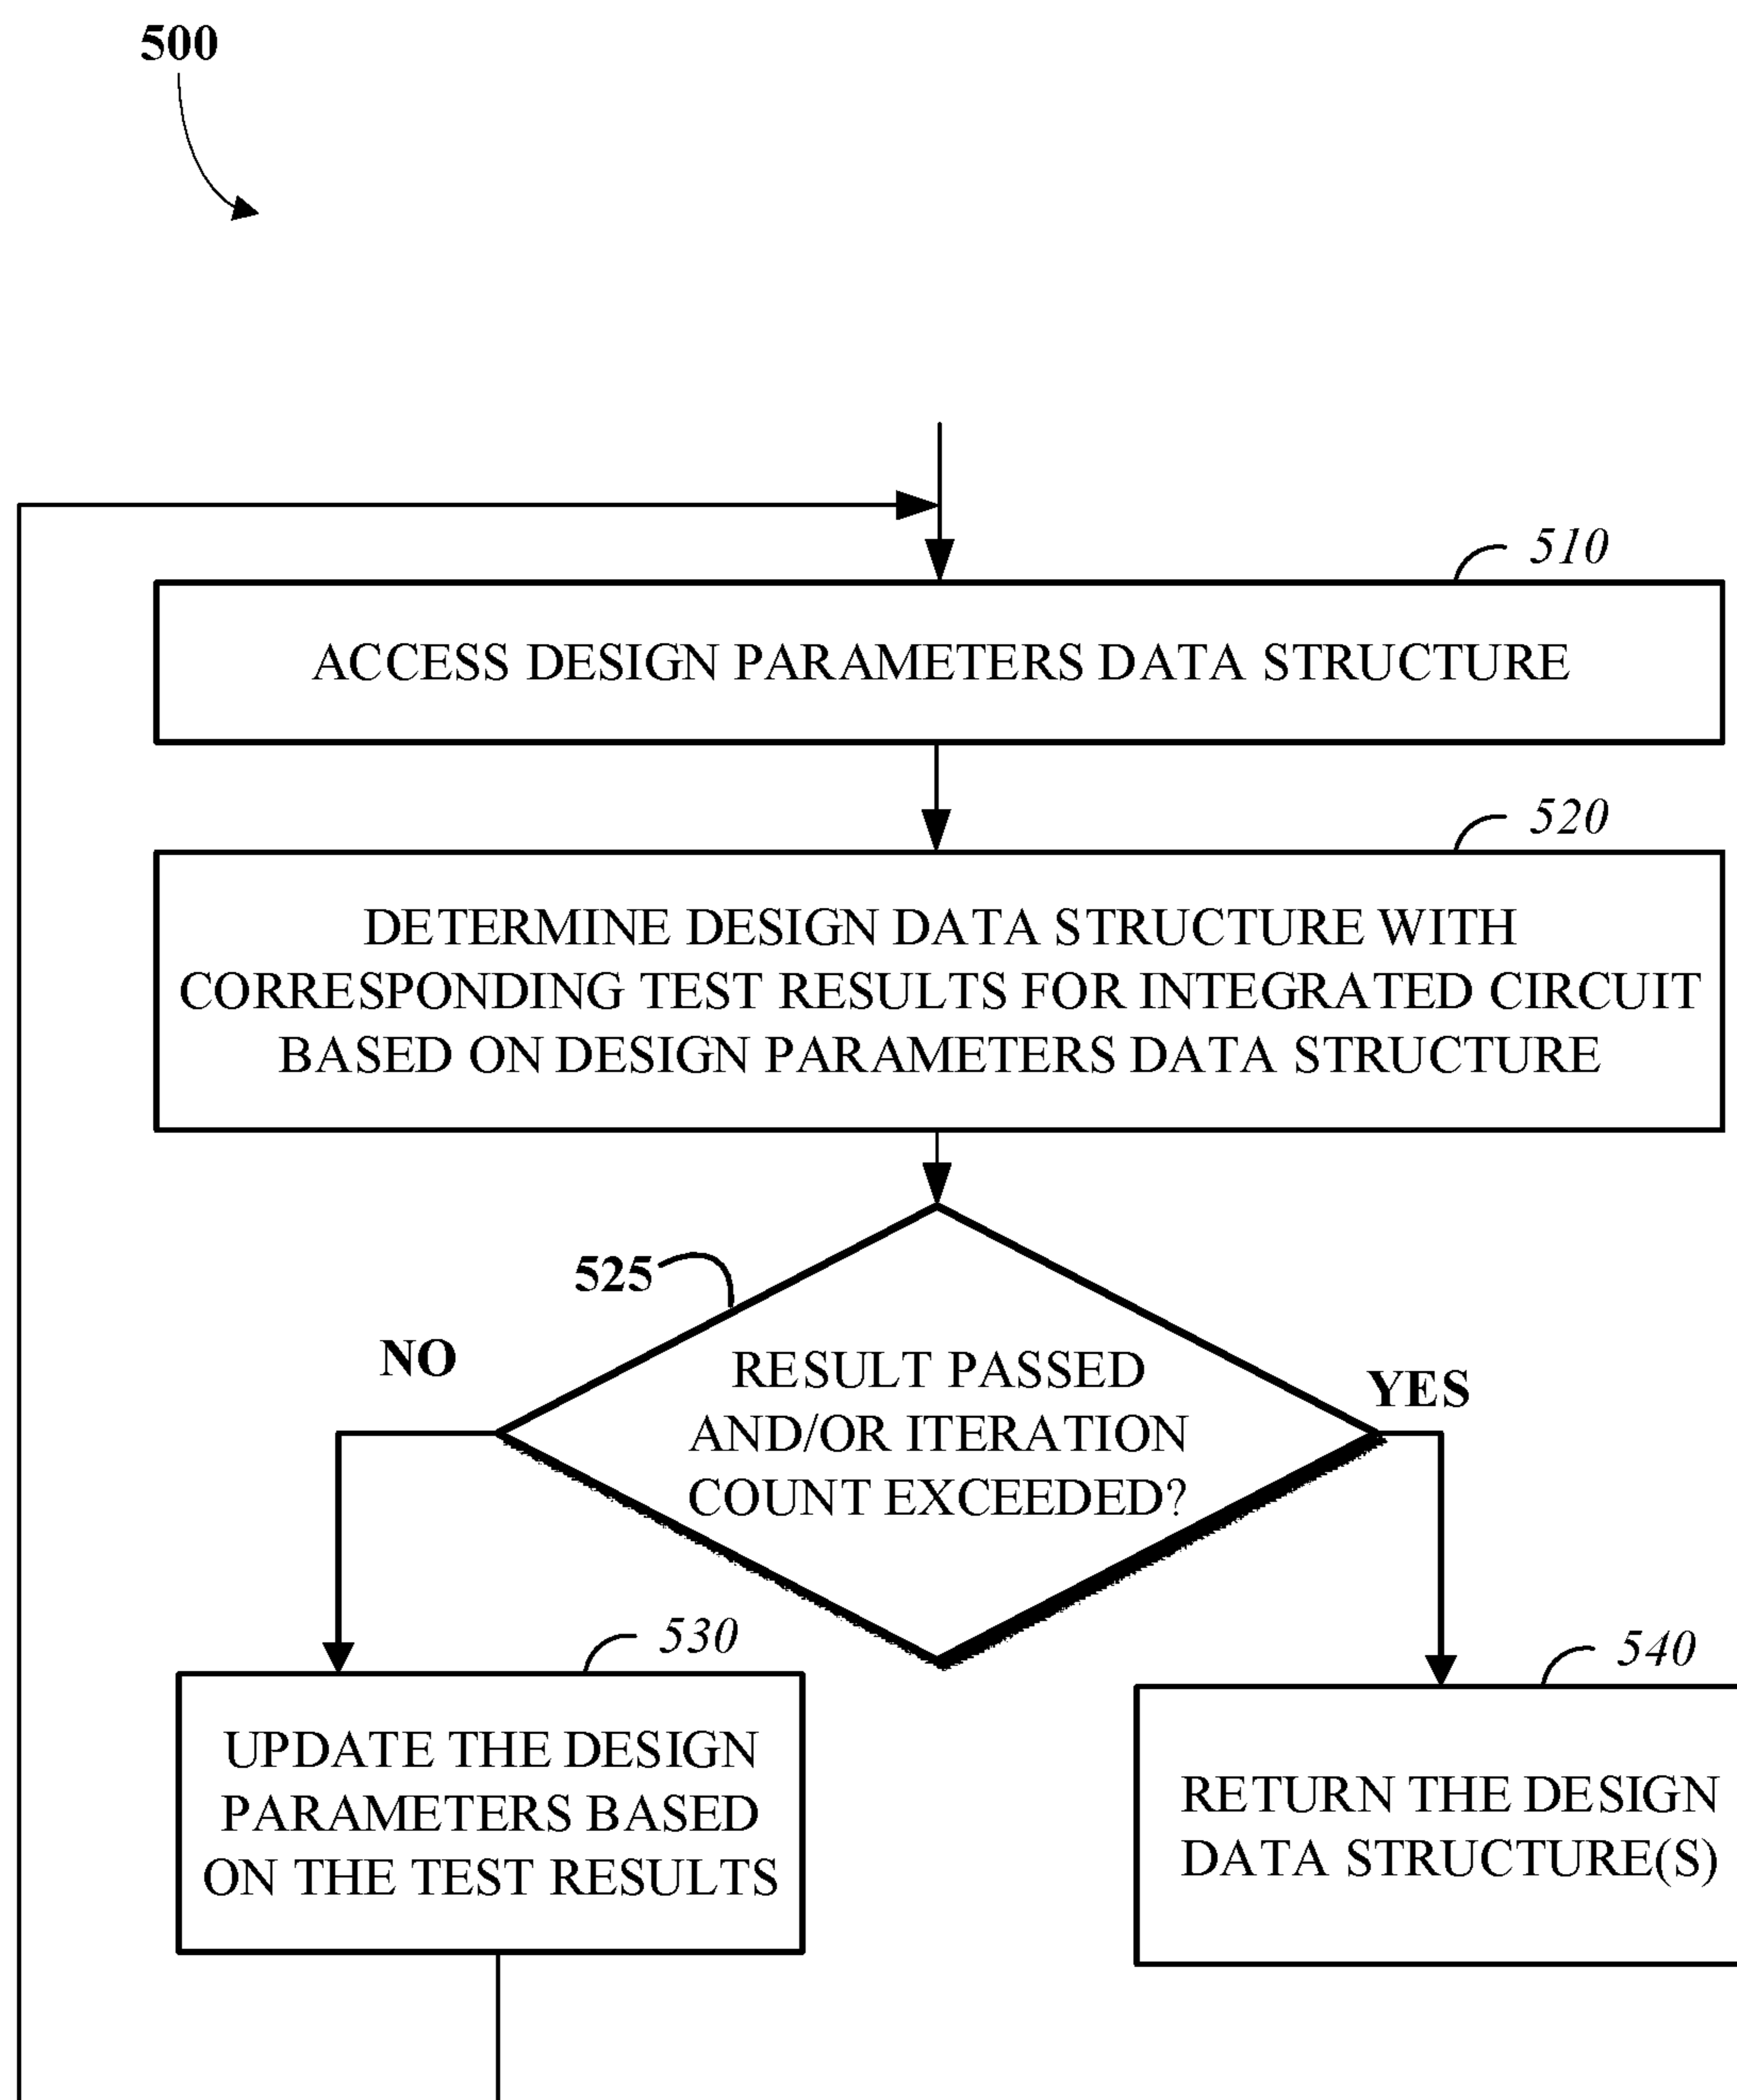 500
510
ACCESS DESIGN PARAMETERS DATA STRUCTURE
520
DETERMINE DESIGN DATA STRUCTURE WITH
CORRESPONDING TEST RESULTS FOR INTEGRATED CIRCUIT
BASED ON DESIGN PARAMETERS DATA STRUCTURE
525
NO
RESULT PASSED
AND/OR ITERATION
COUNT EXCEEDED?
YES
530
UPDATE THE DESIGN
PARAMETERS BASED
ON THE TEST RESULTS
540
RETURN THE DESIGN
DATA STRUCTURE(S)